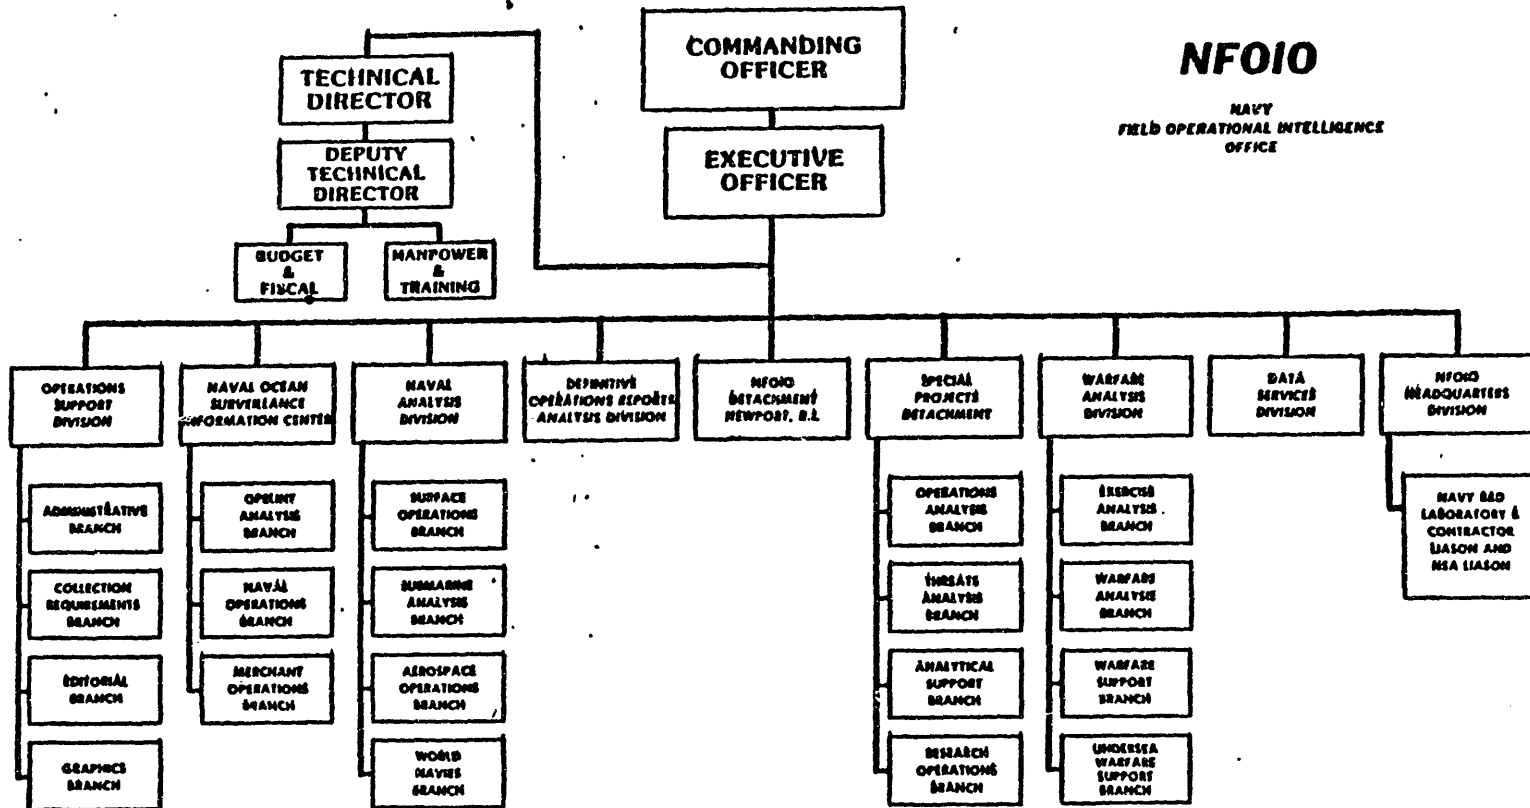 COMMANDING
OFFICER
NFOIO
NAVY
FIELD OPERATIONAL INTELLIGENCE
OFFICE
TECHNICAL
DIRECTOR
DEPUTY
TECHNICAL
DIRECTOR
EXECUTIVE
OFFICER
BUDGET
&
FISCAL
MANPOWER
&
TRAINING
OPERATIONS
SUPPORT
DIVISION
NAVAL OCEAN
SURVEILLANCE
INFORMATION CENTER
NAVAL
ANALYSIS
DIVISION
DEFINITIVE
OPERATIONS REPORTS
ANALYSIS DIVISION
NFOIO
DETACHMENT
NEWPORT, R.I.
SPECIAL
PROJECTS
DETACHMENT
WARFARE
ANALYSIS
DIVISION
DATA
SERVICES
DIVISION
NFOIO
HEADQUARTERS
DIVISION
ADMINISTRATIVE
BRANCH
COLLECTION
REQUIREMENTS
BRANCH
EDITORIAL
BRANCH
GRAPHICS
BRANCH
OPELINT
ANALYSIS
BRANCH
NAVAL
OPERATIONS
BRANCH
MERCHANT
OPERATIONS
BRANCH
SURFACE
OPERATIONS
BRANCH
SUBMARINE
ANALYSIS
BRANCH
AEROSPACE
OPERATIONS
BRANCH
WORLD
NAVIES
BRANCH
OPERATIONS
ANALYSIS
BRANCH
THREATS
ANALYSIS
BRANCH
ANALYTICAL
SUPPORT
BRANCH
RESEARCH
OPERATIONS
BRANCH
EXERCISE
ANALYSIS
BRANCH
WARFARE
ANALYSIS
BRANCH
WARFARE
SUPPORT
BRANCH
UNDERSEA
WARFARE
SUPPORT
BRANCH
NAVY R&D
LABORATORY &
CONTRACTOR
LIASON AND
NSA LIASON